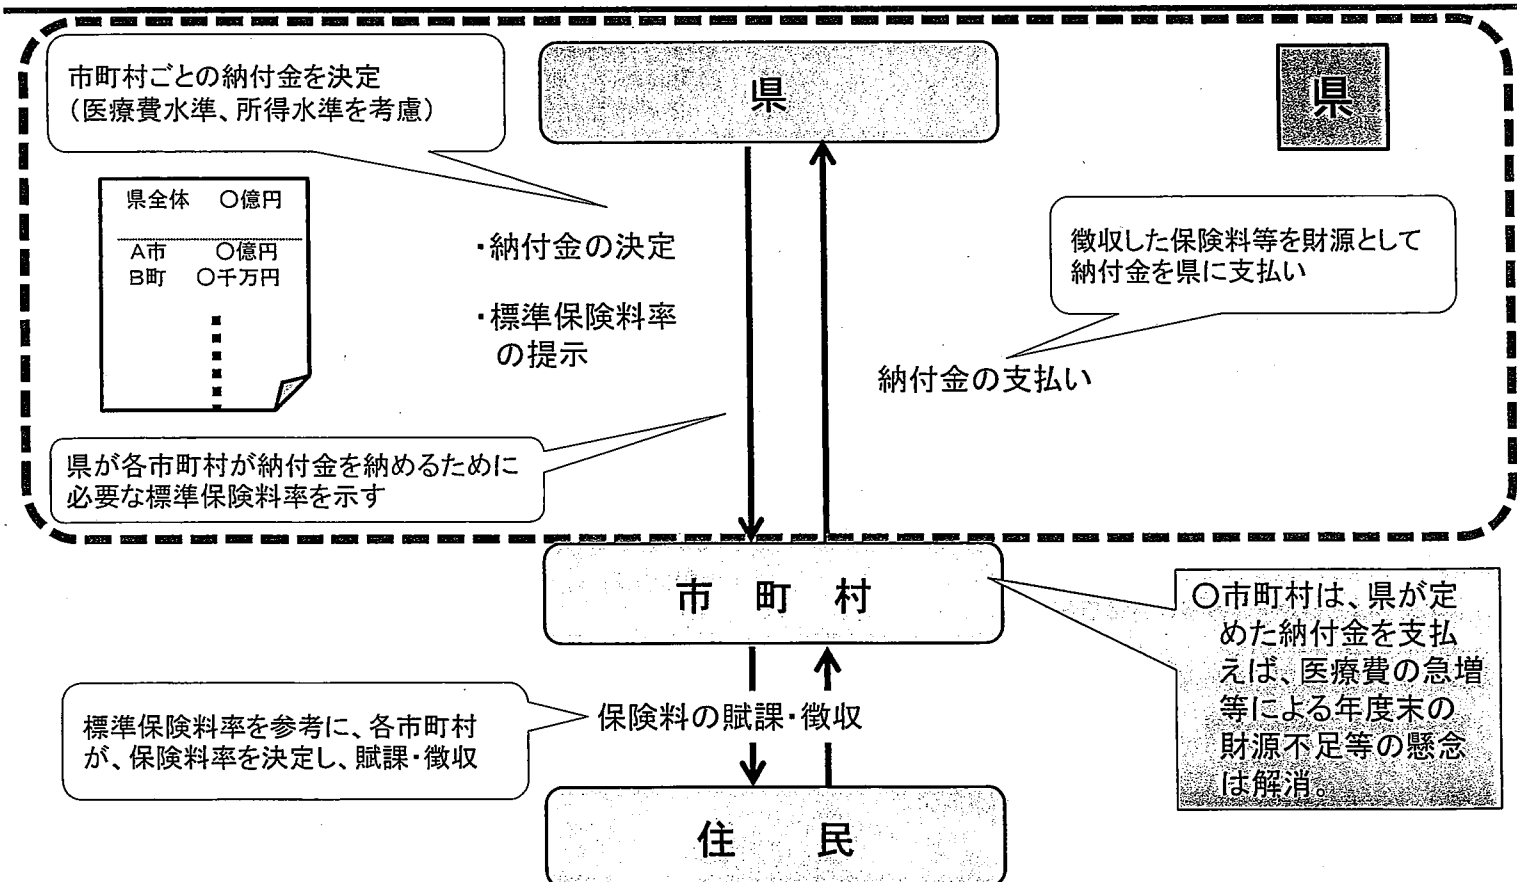 市町村ごとの納付金を決定
(医療費水準、所得水準を考慮)
県
県
県全体 〇億円
A市 〇億円
B町 〇千万円
・納付金の決定
・標準保険料率
の提示
徴収した保険料等を財源として
納付金を県に支払い
納付金の支払い
県が各市町村が納付金を納めるために
必要な標準保険料率を示す
市 町 村
〇市町村は、県が定
めた納付金を支払
えば、医療費の急増
等による年度末の
財源不足等の懸念
は解消。
標準保険料率を参考に、各市町村
が、保険料率を決定し、賦課・徴収
保険料の賦課・徴収
住 民